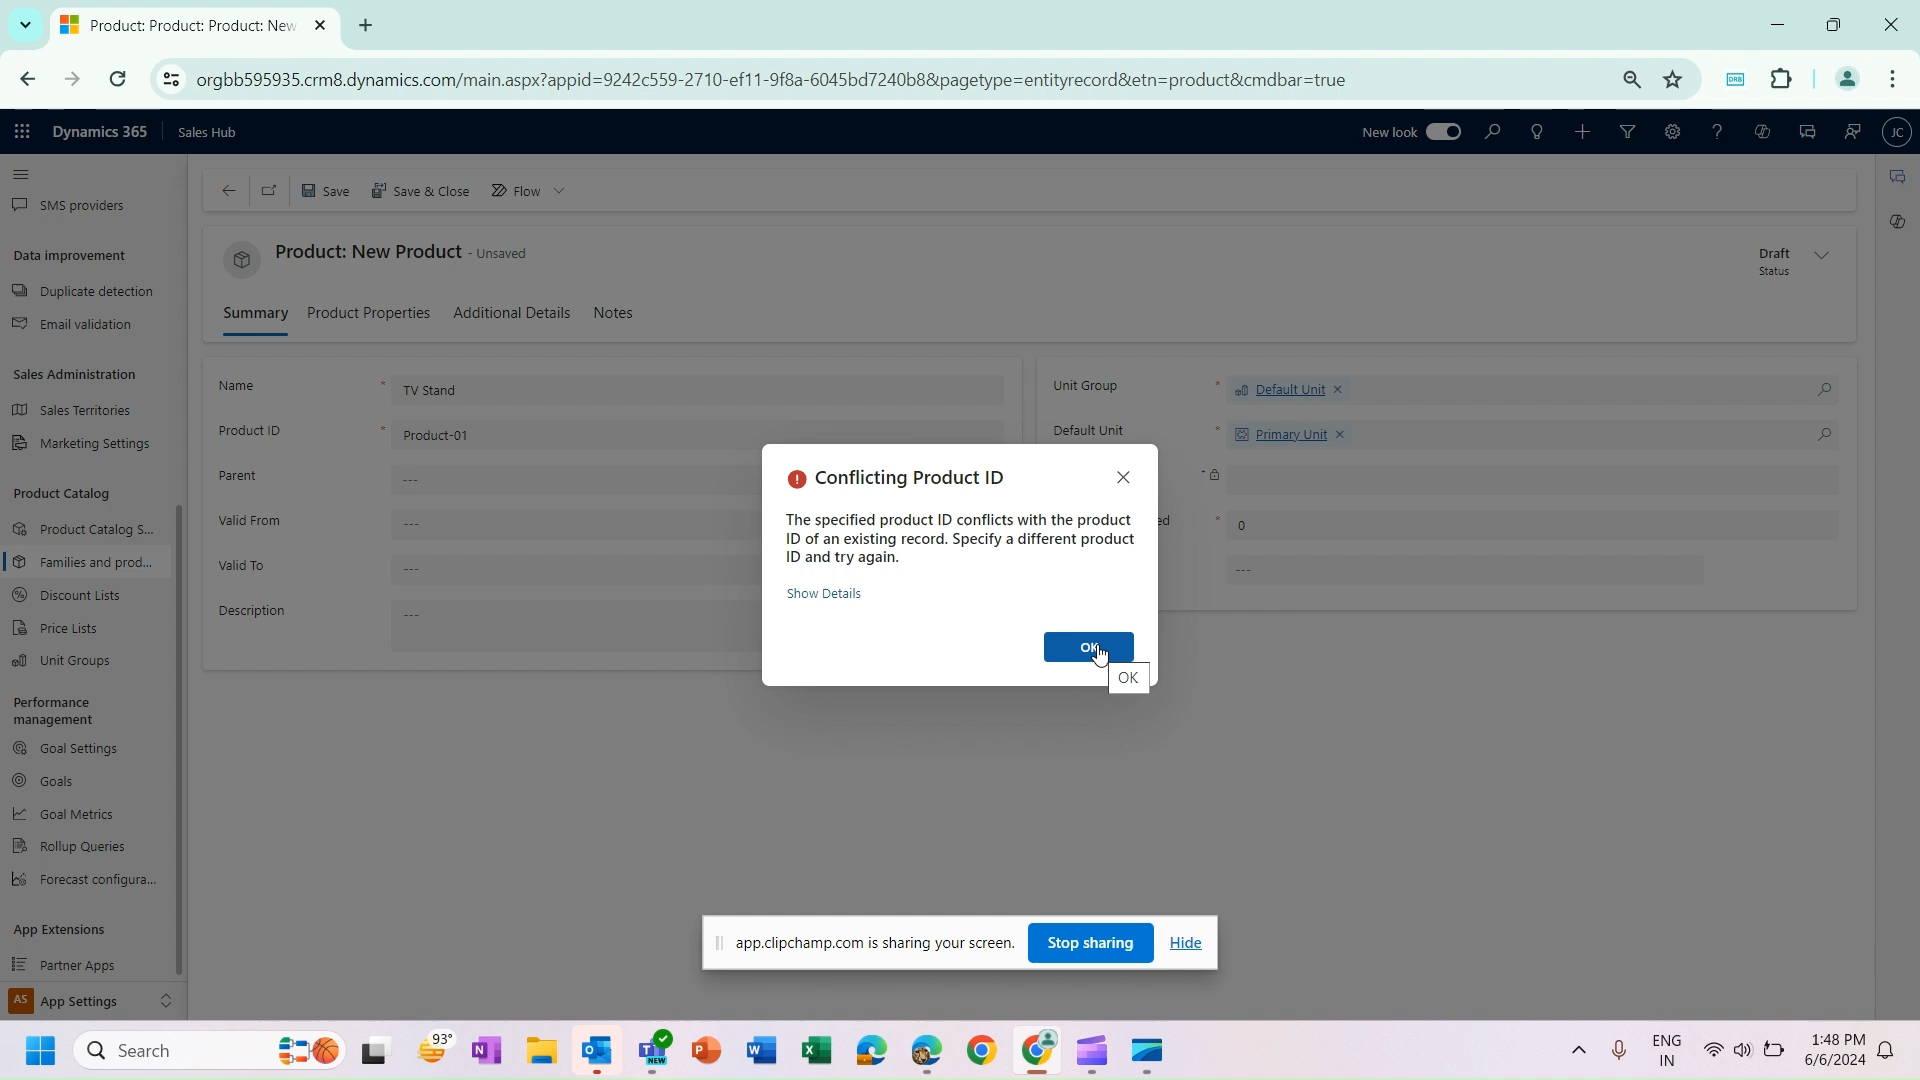 Product: Product: Product: New
orgbb595935.crm8.dynamics.com/main.aspx?appid=9242c559-2710-ef11-9f8a-6045bd7240b8&pagetype=entityrecord&etn=product&cmdbar=true
DRB
Dynamics 365
Sales Hub
New look
JC
SMS providers
Data improvement
Duplicate detection
Email validation
Sales Administration
Sales Territories
Marketing Settings
Product Catalog
Product Catalog S...
Families and prod...
Discount Lists
Price Lists
Unit Groups
Performance
management
Goal Settings
Goals
Goal Metrics
Rollup Queries
Forecast configura...
App Extensions
Partner Apps
AS App Settings
Save
Save & Close
Flow
Product: New Product - Unsaved
Draft
Status
Summary
Product Properties
Additional Details
Notes
Name * TV Stand
Product ID * Product-01
Parent ---
Valid From ---
Valid To ---
Description ---
Unit Group * Default Unit
Default Unit * Primary Unit
ed * 0
---
Conflicting Product ID
The specified product ID conflicts with the product
ID of an existing record. Specify a different product
ID and try again.
Show Details
OK
OK
app.clipchamp.com is sharing your screen.
Stop sharing
Hide
Search
93°
NEW
ENG
IN
1:48 PM
6/6/2024